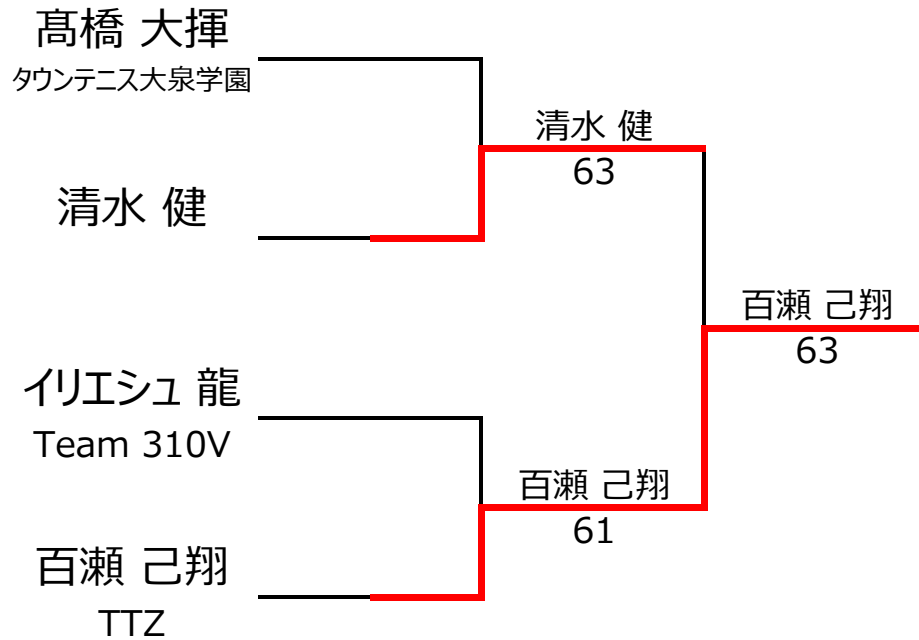 髙橋 大揮
タウンテニス大泉学園
清水 健
63
清水 健
百瀬 己翔
63
イリエシュ 龍
Team 310V
百瀬 己翔
61
百瀬 己翔
TTZ